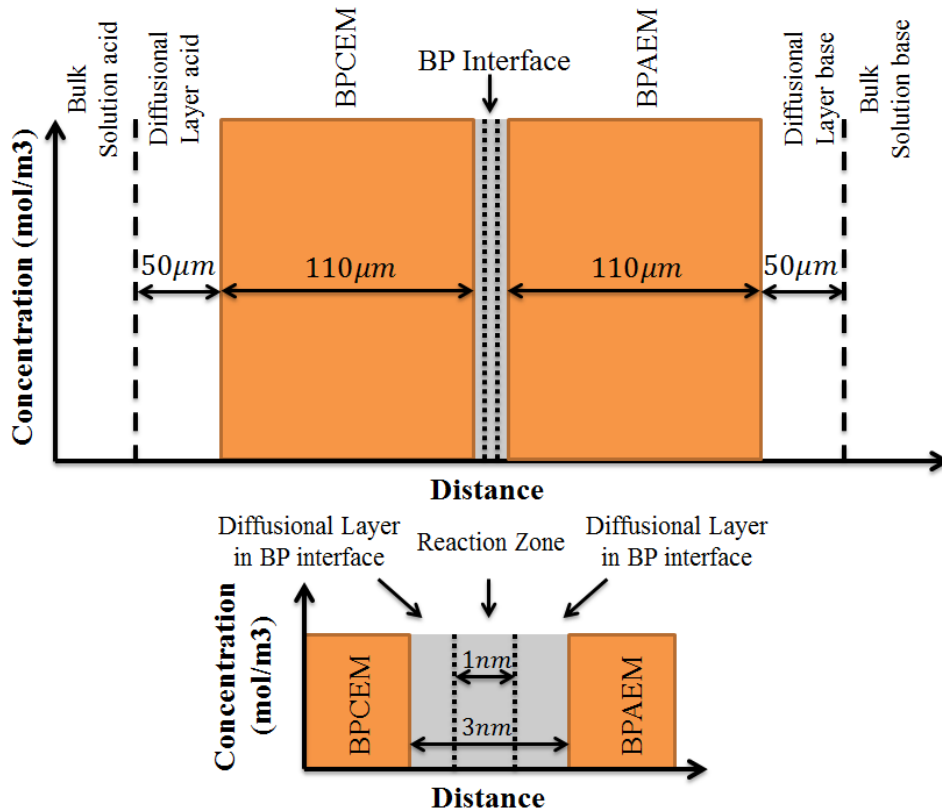 Bulk
Solution acid
Diffusional
Layer acid
BPCEM
BP Interface
BPAEM
Diffusional
Layer base
Bulk
Solution base
Concentration (mol/m3)
50μm
110μm
110μm
50μm
Distance
Diffusional Layer
in BP interface
Reaction Zone
Diffusional Layer
in BP interface
Concentration
(mol/m3)
BPCEM
1nm
3nm
BPAEM
Distance